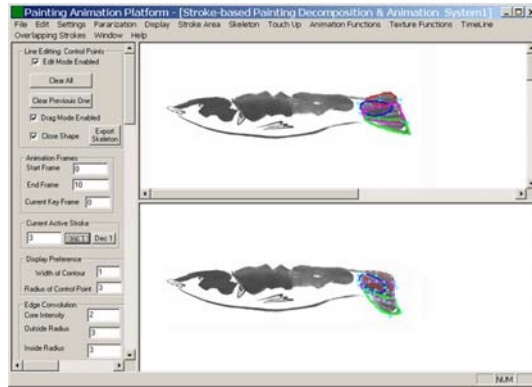 Painting Animation Platform - [Stroke-based Painting Decomposition & Animation System1]
File Edit Settings Pararization Display Stroke Area Skeleton Touch Up Animation Functions Texture Functions TimeLine
Overlapping Strokes Window Help
Line Editing: Control Points
Edit Mode Enabled
Clear All
Clear Previouis One
Drag Mode Enabled
Close Shape
Export
Skeleton
Animation Frames
Start Frame 0
End Frame 10
Current Key Frame 0
Current Active Stroke
3 Inc 1 Dec 1
Display Preference
Width of Contour 1
Radius of Control Point 3
Edge Convolution
Core Intensity 2
Outside Radius 3
Inside Radius 3
NUM